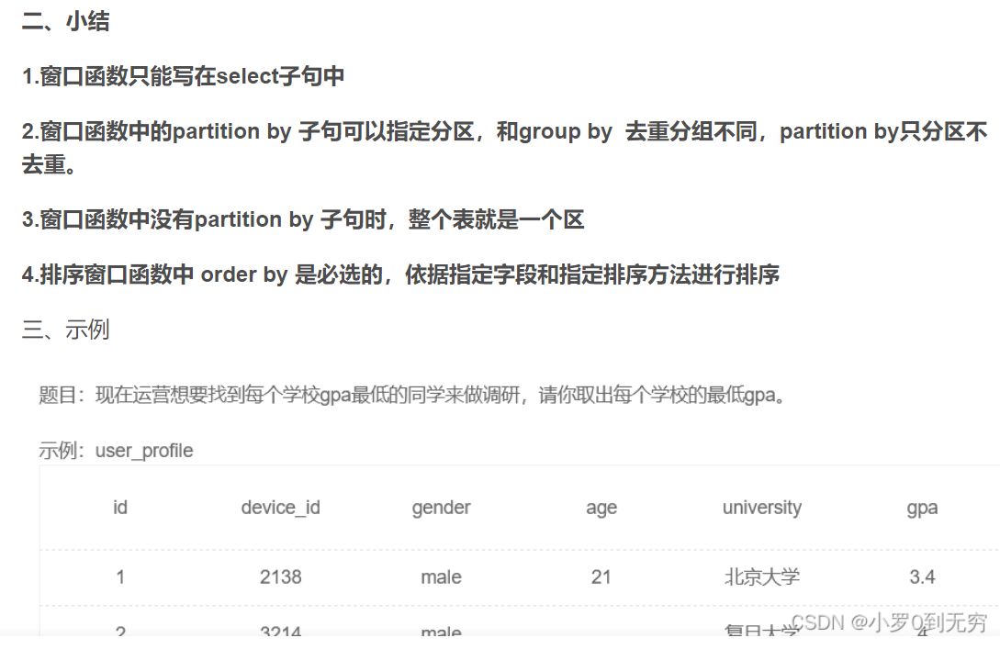 二、小结
1.窗口函数只能写在select子句中
2.窗口函数中的partition by 子句可以指定分区，和group by  去重分组不同，partition by只分区不
去重。
3.窗口函数中没有partition by 子句时，整个表就是一个区
4.排序窗口函数中 order by 是必选的，依据指定字段和指定排序方法进行排序
三、示例
题目：现在运营想要找到每个学校gpa最低的同学来做调研，请你取出每个学校的最低gpa。
示例：user_profile
id device_id gender age university gpa
1 2138 male 21 北京大学 3.4
2 3214 male 复旦大学 4
CSDN @小罗0到无穷